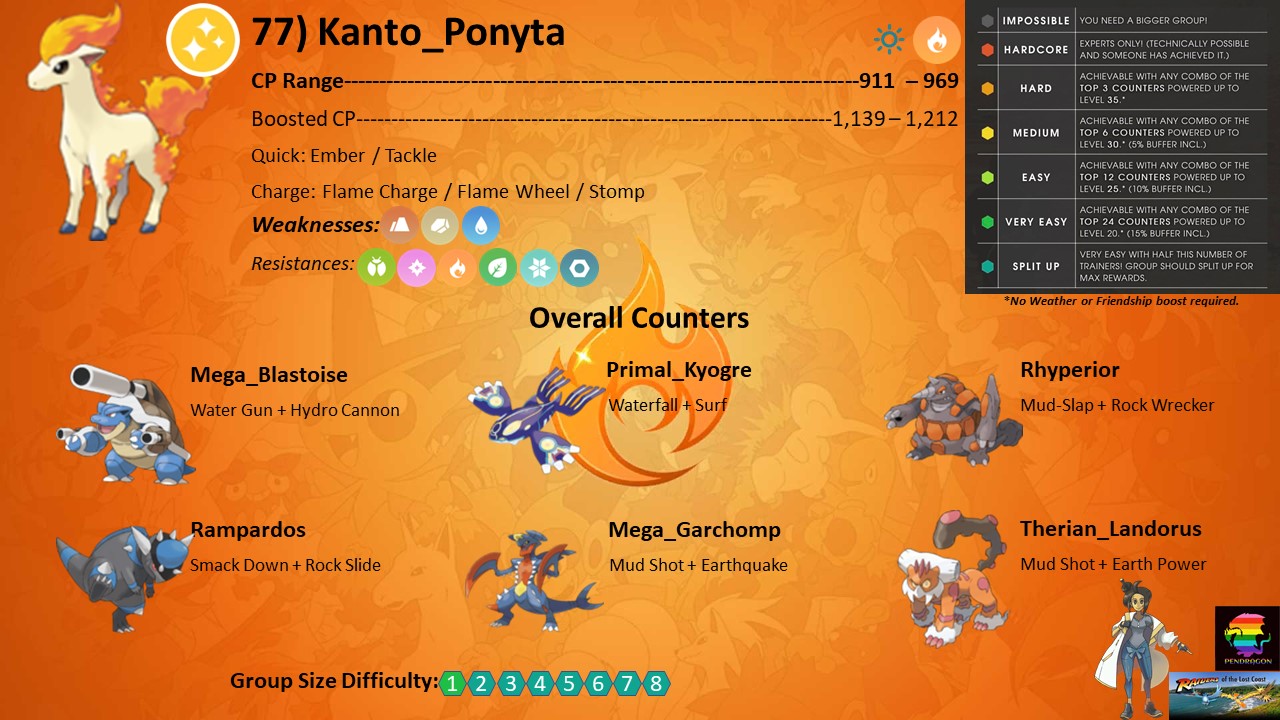 77) Kanto_Ponyta
CP Range-----------------------------------------------------------------------------911 – 969
Boosted CP-----------------------------------------------------------------------1,139 – 1,212
Quick: Ember / Tackle
Charge: Flame Charge / Flame Wheel / Stomp
Weaknesses:
Resistances:
IMPOSSIBLE YOU NEED A BIGGER GROUP!
HARDCORE EXPERTS ONLY! (TECHNICALLY POSSIBLE
AND SOMEONE HAS ACHIEVED IT.)
HARD ACHIEVABLE WITH ANY COMBO OF THE
TOP 3 COUNTERS POWERED UP TO
LEVEL 35.*
MEDIUM ACHIEVABLE WITH ANY COMBO OF THE
TOP 6 COUNTERS POWERED UP TO
LEVEL 30.* (5% BUFFER INCL.)
EASY ACHIEVABLE WITH ANY COMBO OF THE
TOP 12 COUNTERS POWERED UP TO
LEVEL 25.* (10% BUFFER INCL.)
VERY EASY ACHIEVABLE WITH ANY COMBO OF THE
TOP 24 COUNTERS POWERED UP TO
LEVEL 20.* (15% BUFFER INCL.)
SPLIT UP VERY EASY WITH HALF THIS NUMBER OF
TRAINERS! GROUP SHOULD SPLIT UP FOR
MAX REWARDS.
*No Weather or Friendship boost required.
Overall Counters
Mega_Blastoise
Water Gun + Hydro Cannon
Primal_Kyogre
Waterfall + Surf
Rhyperior
Mud-Slap + Rock Wrecker
Rampardos
Smack Down + Rock Slide
Mega_Garchomp
Mud Shot + Earthquake
Therian_Landorus
Mud Shot + Earth Power
Group Size Difficulty: 1 2 3 4 5 6 7 8
PENDRAGON
RAIDERS of the Lost Coast